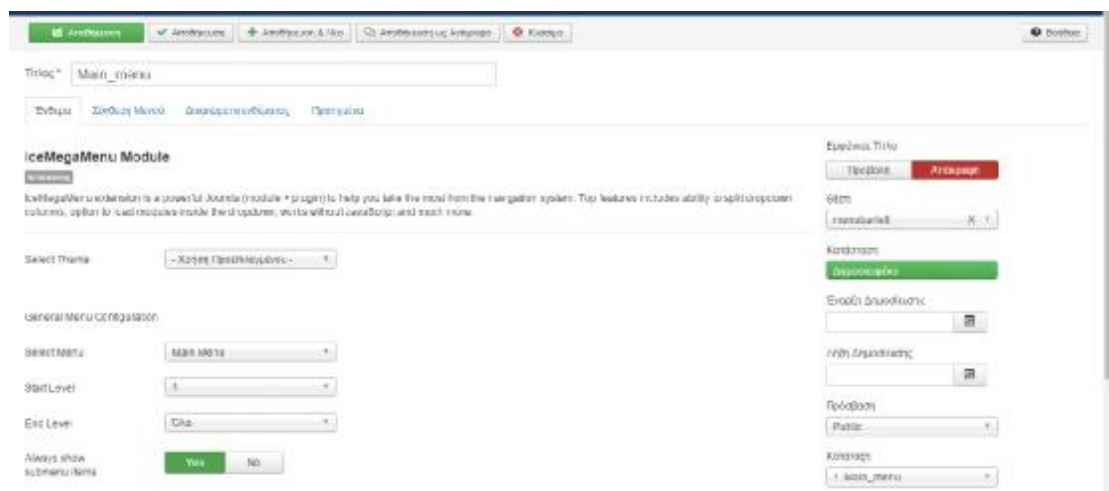 Αποθήκευση
Αποθήκευση
Αποθήκευση & Νέο
Αποθήκευση ως Αντίγραφο
Κλείσιμο
Βοήθεια
Τίτλος *
Main_menu
Ένθεμα
Σύνδεση Μενού
Δικαιώματα ενθέματος
Προηγμένα
IceMegaMenu Module
IceMegaMenu extension is a powerful Joomla (module + plugin) to help you take the most from the navigation system. Top features includes ability to split dropdown
columns, option to load modules inside the dropdown, works without JavaScript and much more.
Select Theme
- Χρήση Προεπιλεγμένου -
General Menu Configuration
Select Menu
Main Menu
Start Level
1
End Level
Όλα
Always show
submenu items
Yes
No
Εμφάνιση Τίτλου
Προβολή
Απόκρυψη
Θέση
Κατάσταση
Δημοσιευμένο
Έναρξη Δημοσίευσης
Λήξη Δημοσίευσης
Πρόσβαση
Public
Κατάταξη
1. Main_menu